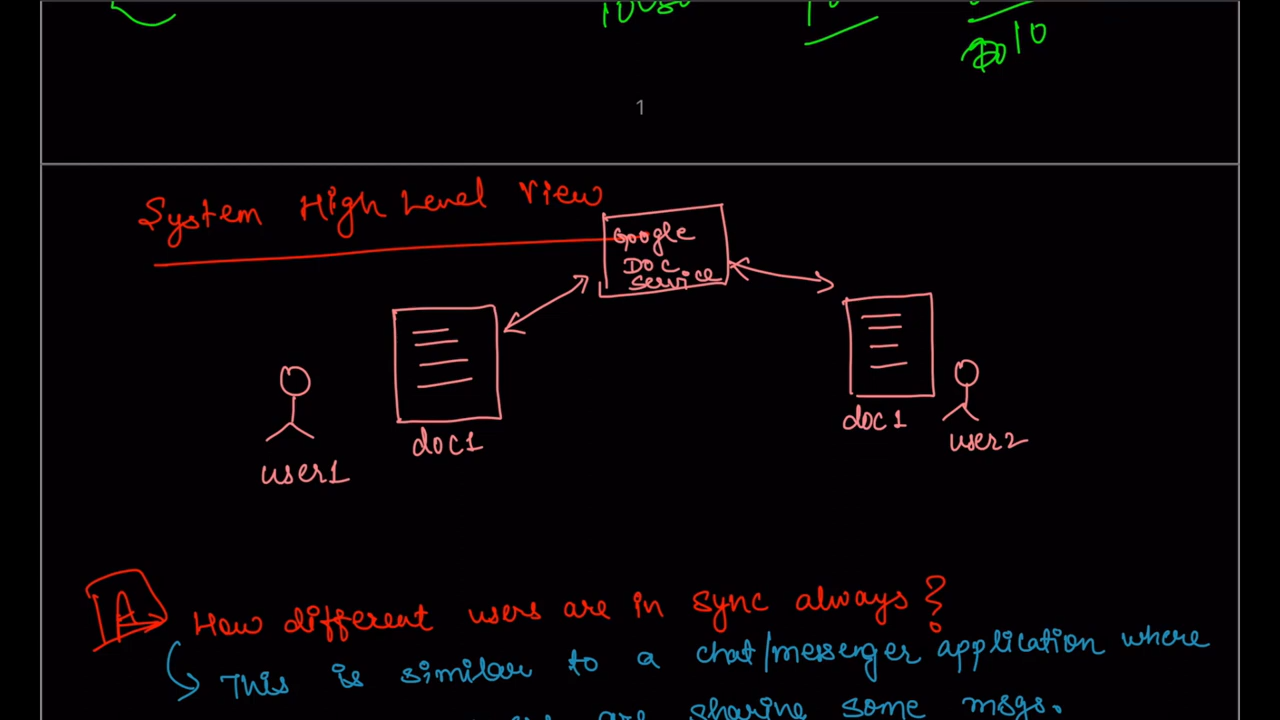 1
System High Level View
Google
Doc
Service
doc1
user1
doc1
user2
A
How different users are in sync always?
This is similar to a chat/messenger application where
are sharing some msgs.